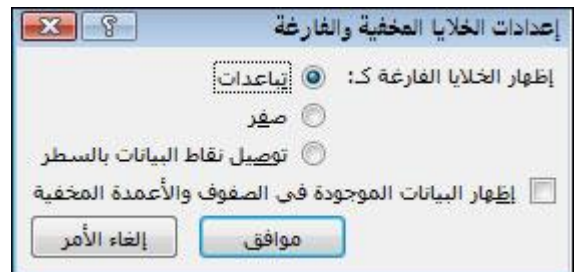 إعدادات الخلايا المخفية والفارغة
إظهار الخلايا الفارغة كـ: تباعدات
صفر
توصيل نقاط البيانات بالسطر
إظهار البيانات الموجودة في الصفوف والأعمدة المخفية
موافق إلغاء الأمر